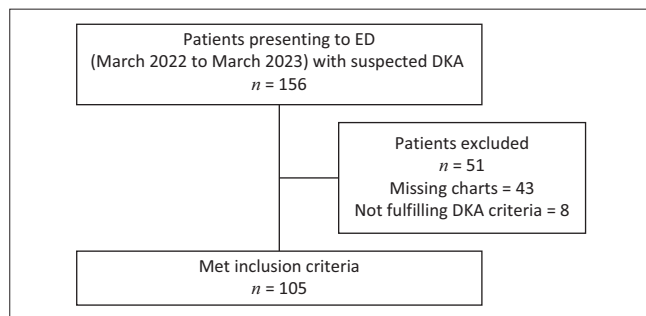 Patients presenting to ED
(March 2022 to March 2023) with suspected DKA
n = 156
Patients excluded
n = 51
Missing charts = 43
Not fulfilling DKA criteria = 8
Met inclusion criteria
n = 105